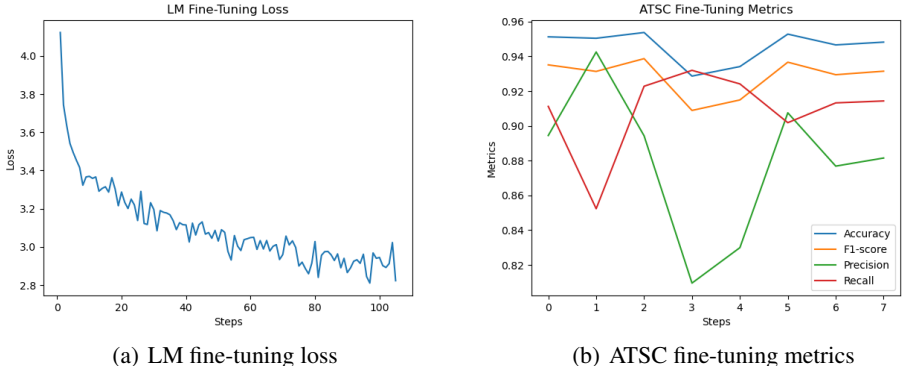 LM Fine-Tuning Loss
4.0
3.8
3.6
3.4
3.2
3.0
2.8
Loss
0 20 40 60 80 100
Steps
(a) LM fine-tuning loss
ATSC Fine-Tuning Metrics
0.96
0.94
0.92
0.90
0.88
0.86
0.84
0.82
Metrics
Accuracy
F1-score
Precision
Recall
0 1 2 3 4 5 6 7
Steps
(b) ATSC fine-tuning metrics